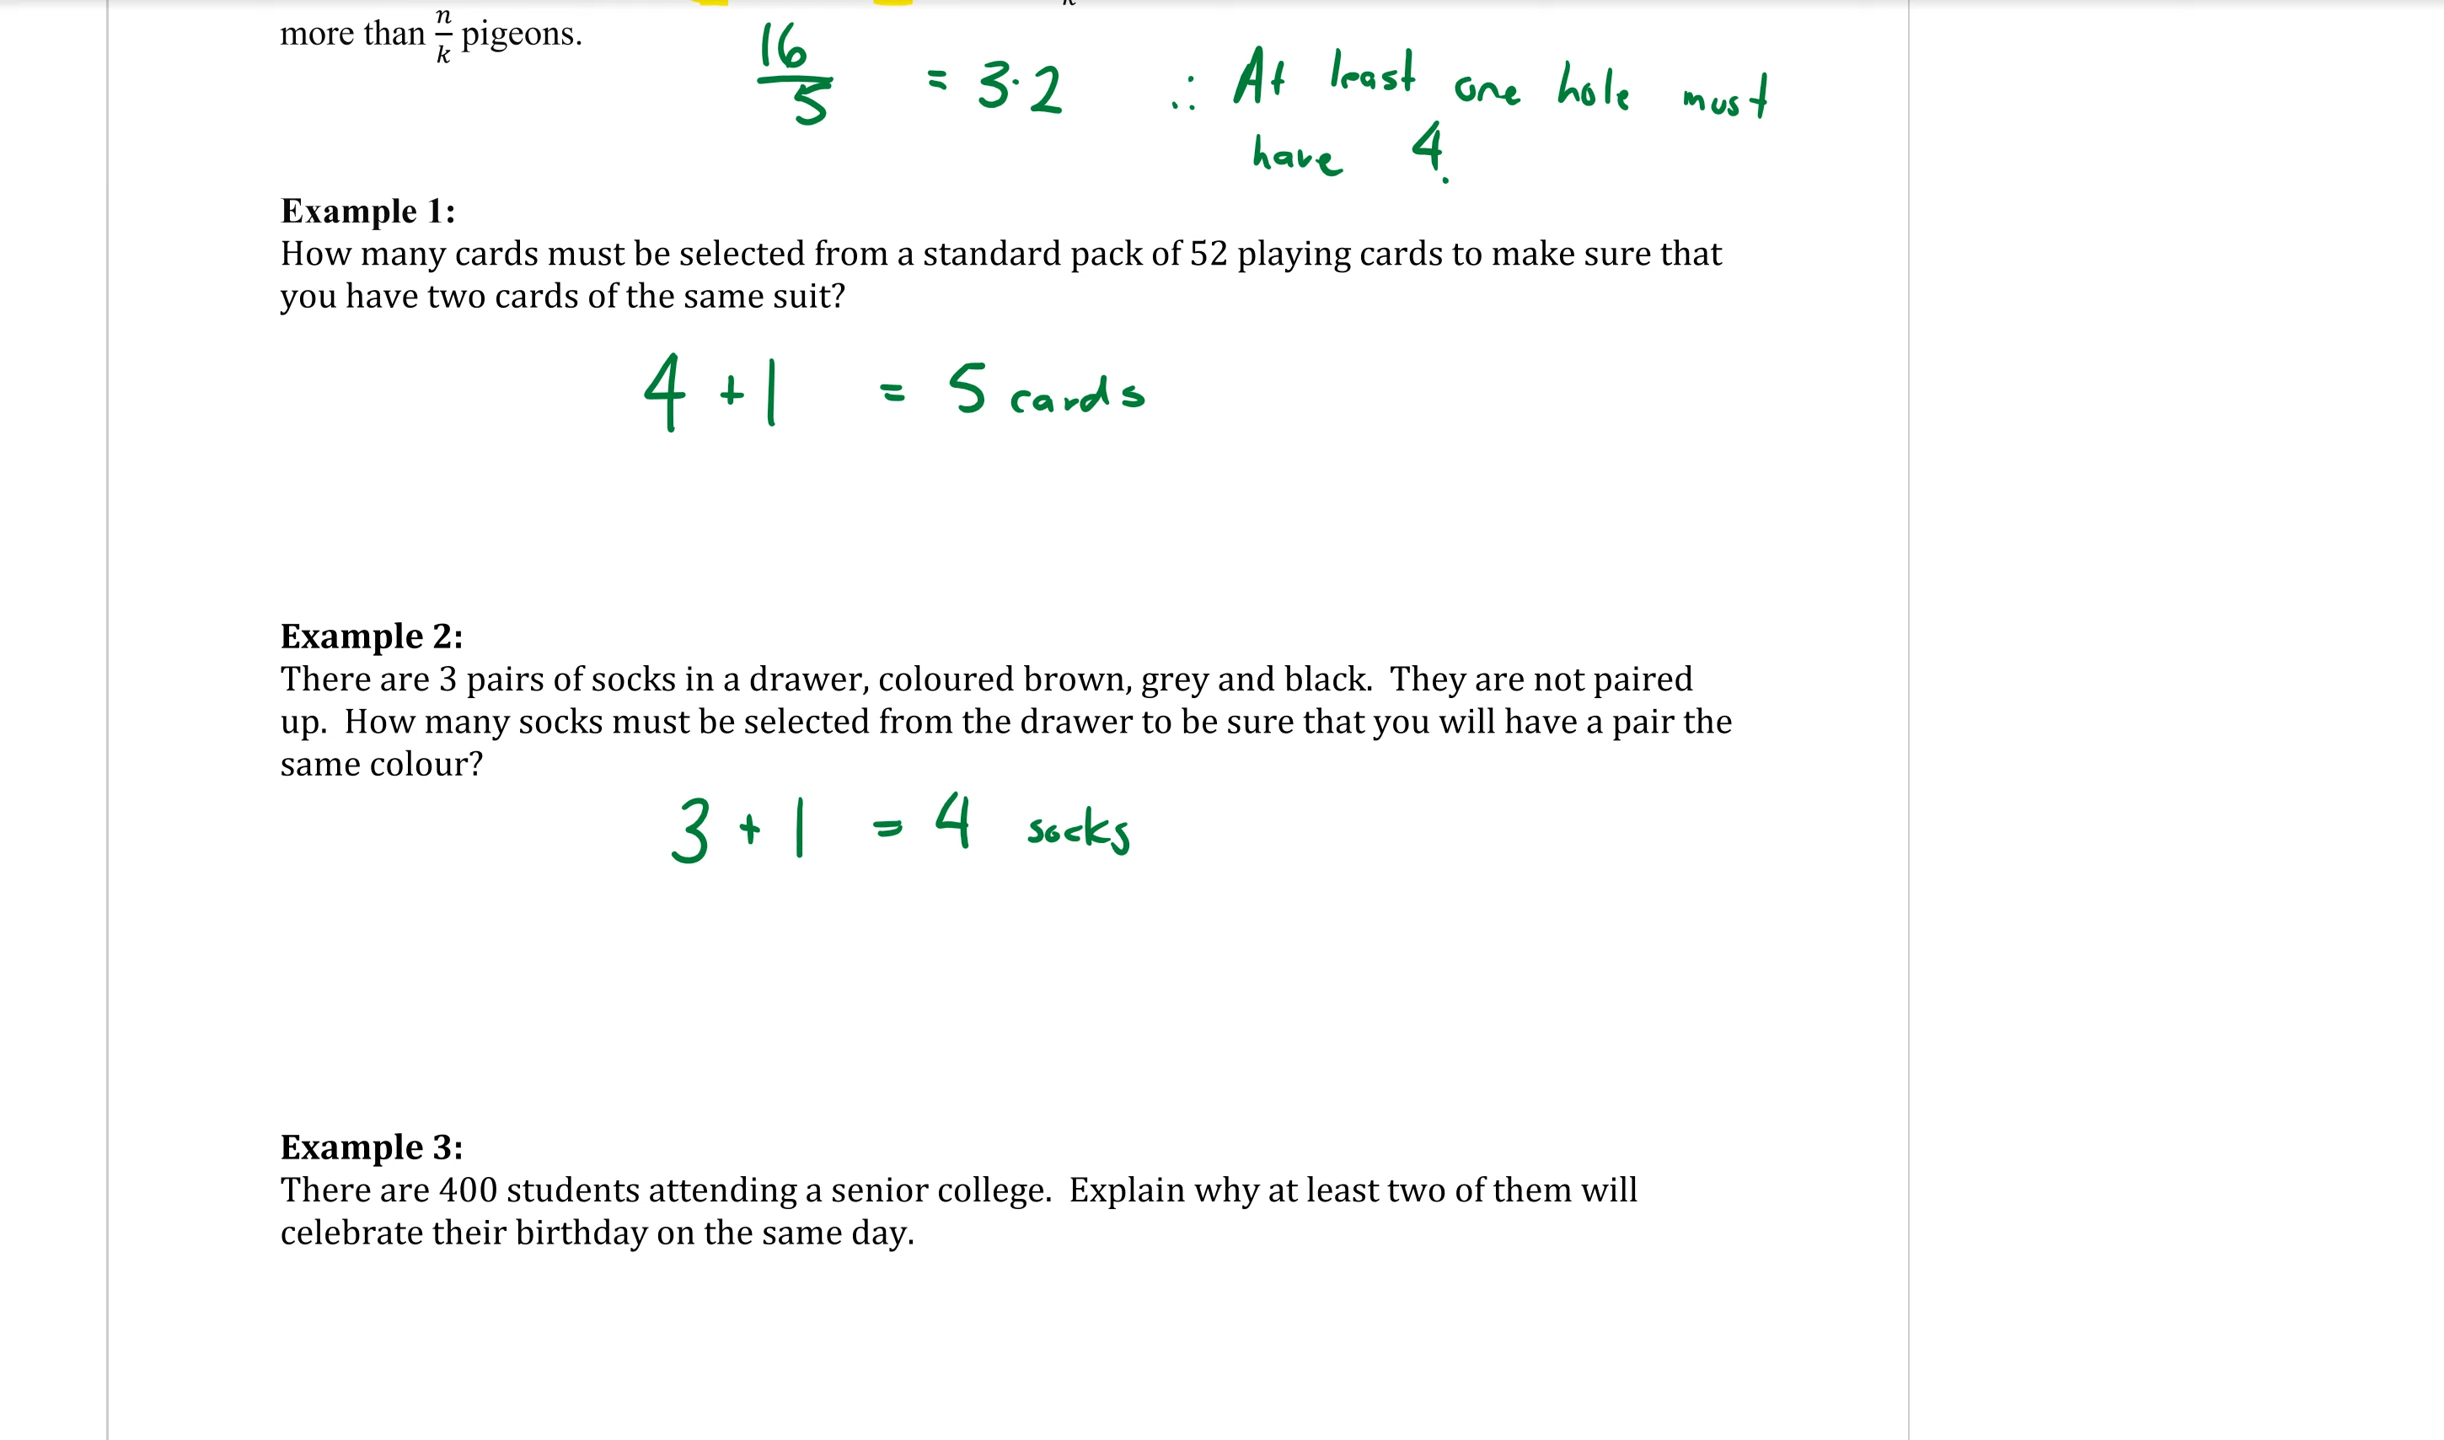 more than n/k pigeons.
16/5 = 3.2 ∴ At least one hole must
have 4.
Example 1:
How many cards must be selected from a standard pack of 52 playing cards to make sure that
you have two cards of the same suit?
4 + 1 = 5 cards
Example 2:
There are 3 pairs of socks in a drawer, coloured brown, grey and black. They are not paired
up. How many socks must be selected from the drawer to be sure that you will have a pair the
same colour?
3 + 1 = 4 socks
Example 3:
There are 400 students attending a senior college. Explain why at least two of them will
celebrate their birthday on the same day.